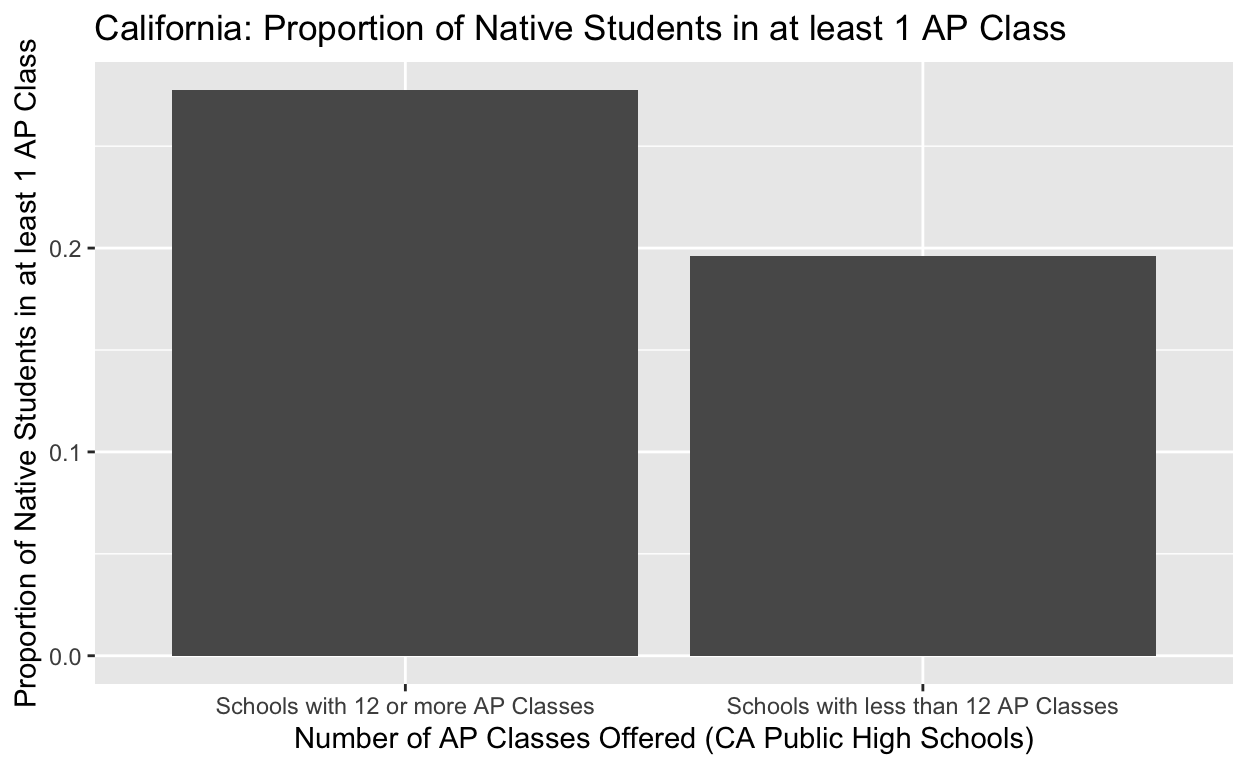 California: Proportion of Native Students in at least 1 AP Class
Proportion of Native Students in at least 1 AP Class
0.2
0.1
0.0
Schools with 12 or more AP Classes
Schools with less than 12 AP Classes
Number of AP Classes Offered (CA Public High Schools)